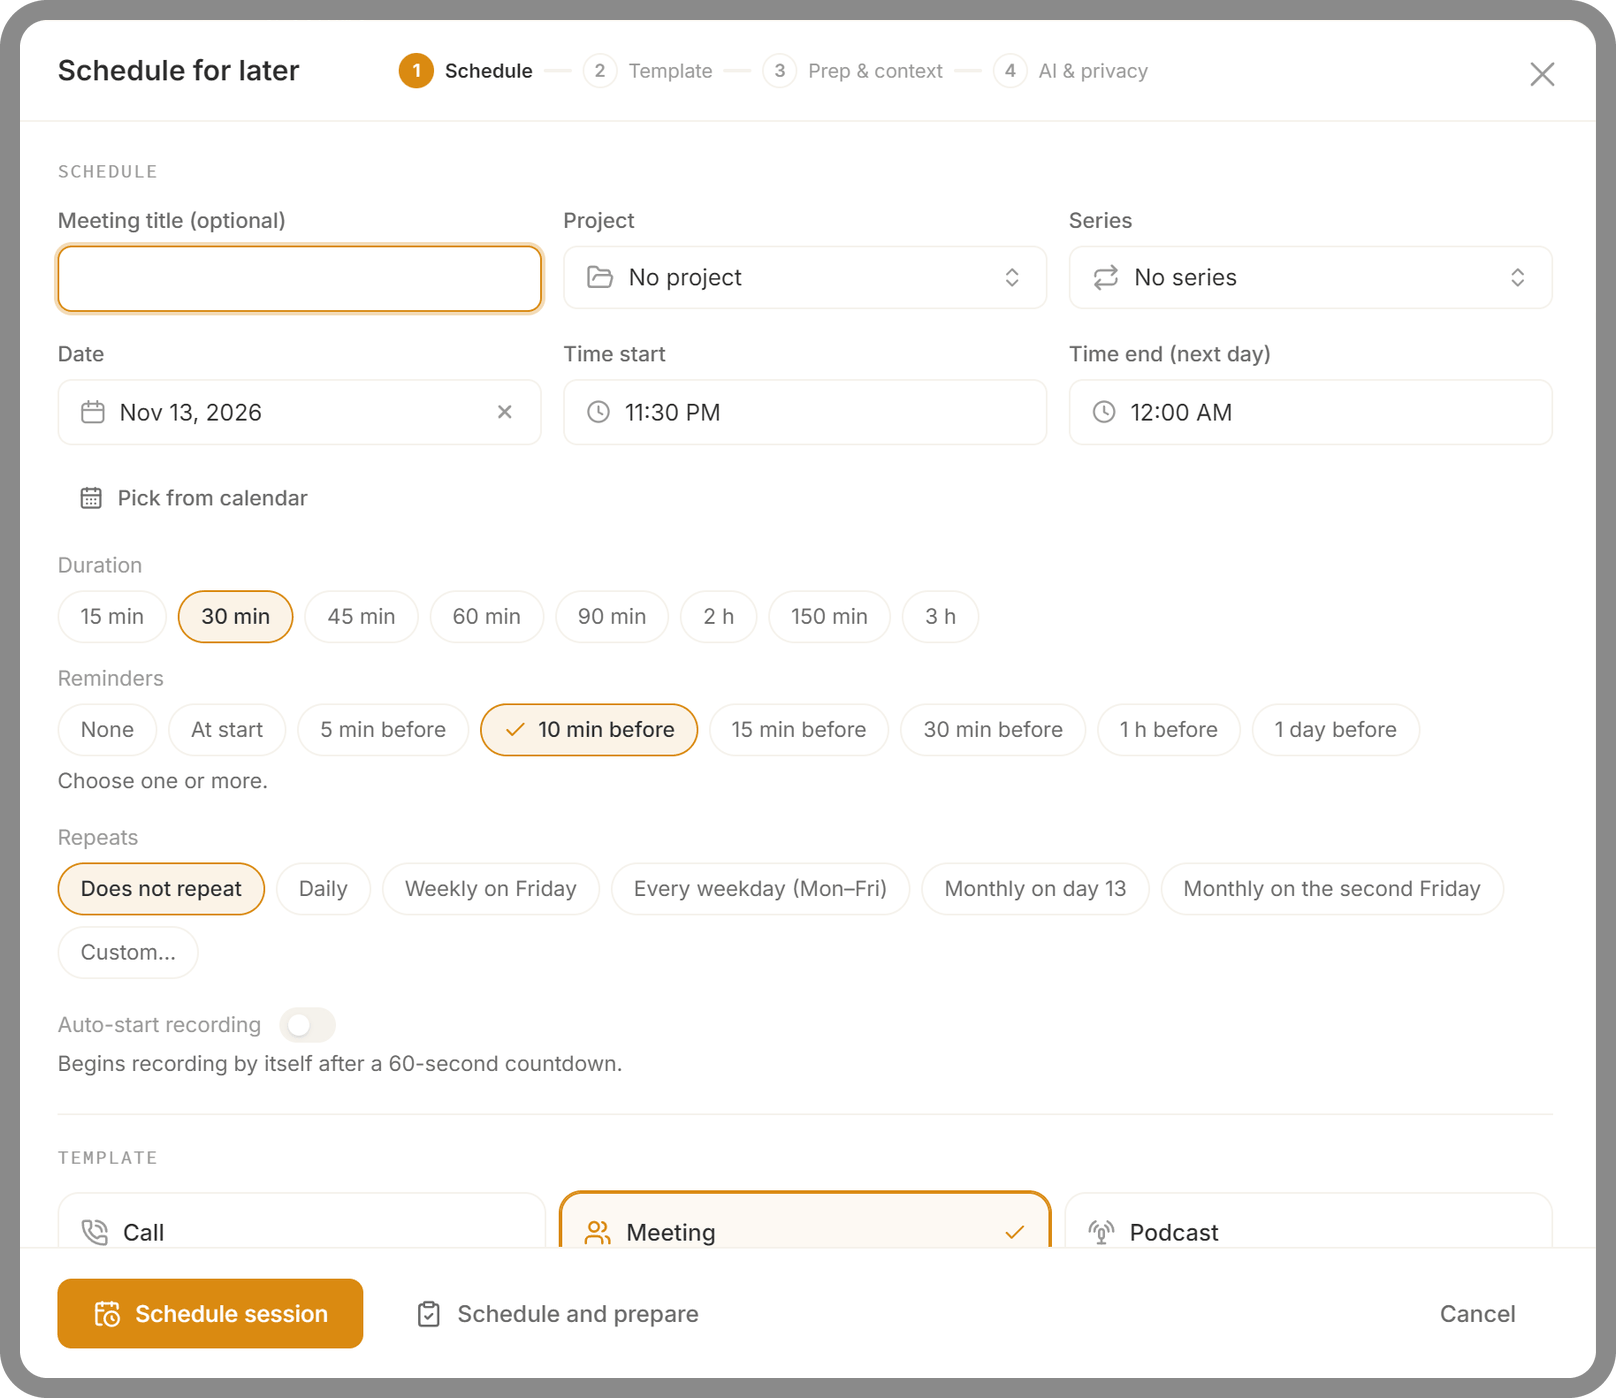 Schedule for later
1 Schedule 2 Template 3 Prep & context 4 AI & privacy
SCHEDULE
Meeting title (optional) Project Series
No project No series
Date Time start Time end (next day)
Nov 13, 2026 11:30 PM 12:00 AM
Pick from calendar
Duration
15 min 30 min 45 min 60 min 90 min 2 h 150 min 3 h
Reminders
None At start 5 min before 10 min before 15 min before 30 min before 1 h before 1 day before
Choose one or more.
Repeats
Does not repeat Daily Weekly on Friday Every weekday (Mon–Fri) Monthly on day 13 Monthly on the second Friday
Custom...
Auto-start recording
Begins recording by itself after a 60-second countdown.
TEMPLATE
Call Meeting Podcast
Schedule session Schedule and prepare Cancel